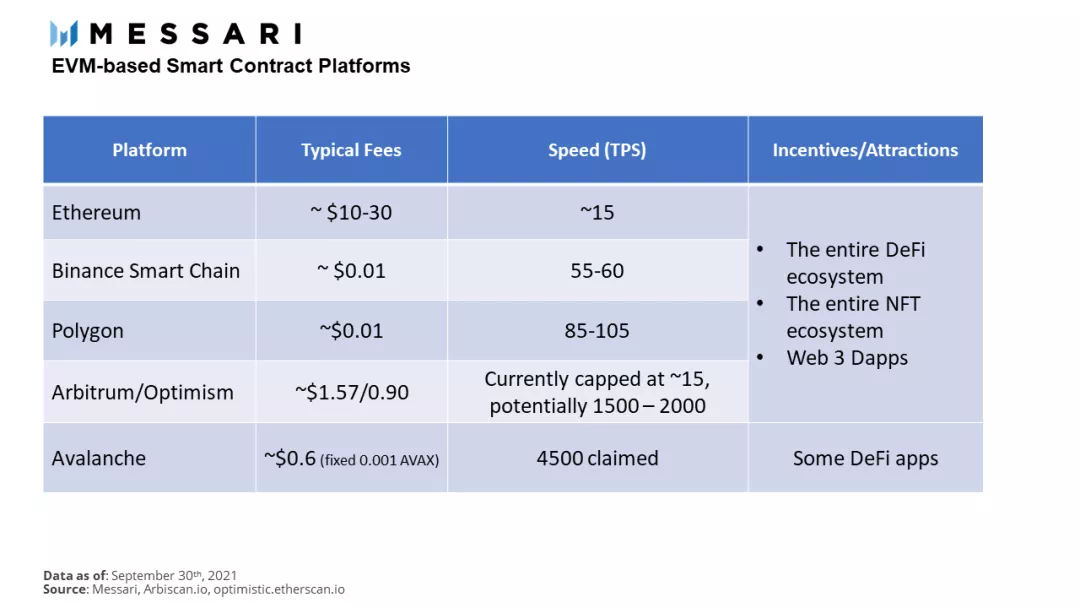 MESSARI
EVM-based Smart Contract Platforms
Platform Typical Fees Speed (TPS) Incentives/Attractions
Ethereum ~ $10-30 ~15
Binance Smart Chain ~ $0.01 55-60
Polygon ~$0.01 85-105
Arbitrum/Optimism ~$1.57/0.90 Currently capped at ~15,
potentially 1500 – 2000
• The entire DeFi
ecosystem
• The entire NFT
ecosystem
• Web 3 Dapps
Avalanche ~$0.6 (fixed 0.001 AVAX) 4500 claimed Some DeFi apps
Data as of: September 30th, 2021
Source: Messari, Arbiscan.io, optimistic.etherscan.io